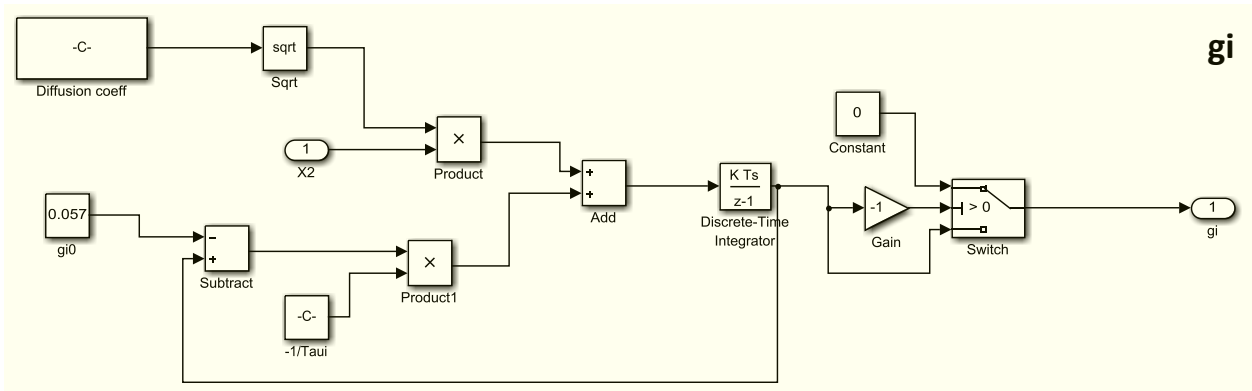 gi
-C-
Diffusion coeff
sqrt
Sqrt
0
Constant
1
X2
×
Product
+
+
Add
K Ts
z-1
Discrete-Time
Integrator
-1
Gain
> 0
Switch
1
gi
0.057
gi0
−
+
Subtract
×
Product1
-C-
-1/Taui